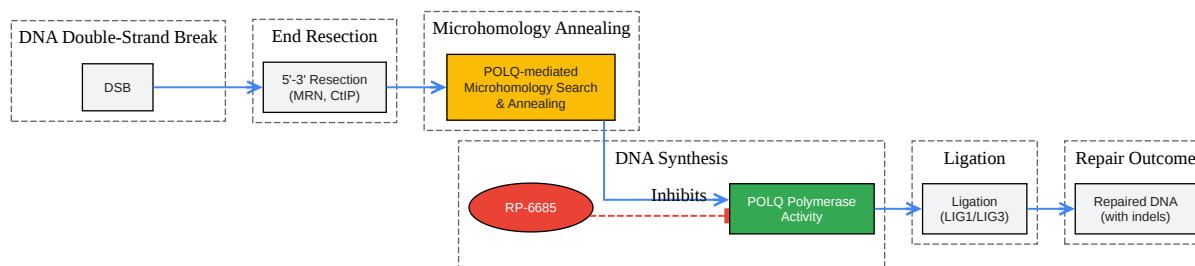 DNA Double-Strand Break
DSB
End Resection
5'-3' Resection
(MRN, CtIP)
Microhomology Annealing
POLQ-mediated
Microhomology Search
& Annealing
DNA Synthesis
RP-6685
Inhibits
POLQ Polymerase
Activity
Ligation
Ligation
(LIG1/LIG3)
Repair Outcome
Repaired DNA
(with indels)